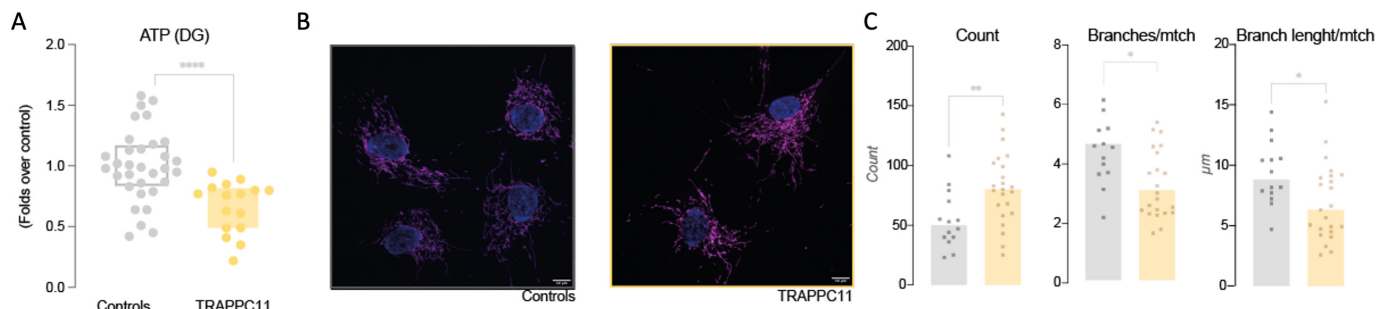 A
ATP (DG)
2.0
1.5
1.0
0.5
0.0
(Folds over control)
****
Controls
TRAPPC11
B
Controls
TRAPPC11
C
Count
200
150
100
50
0
Count
**
Branches/mtch
8
6
4
2
0
*
Branch lenght/mtch
20
15
10
5
0
µm
*